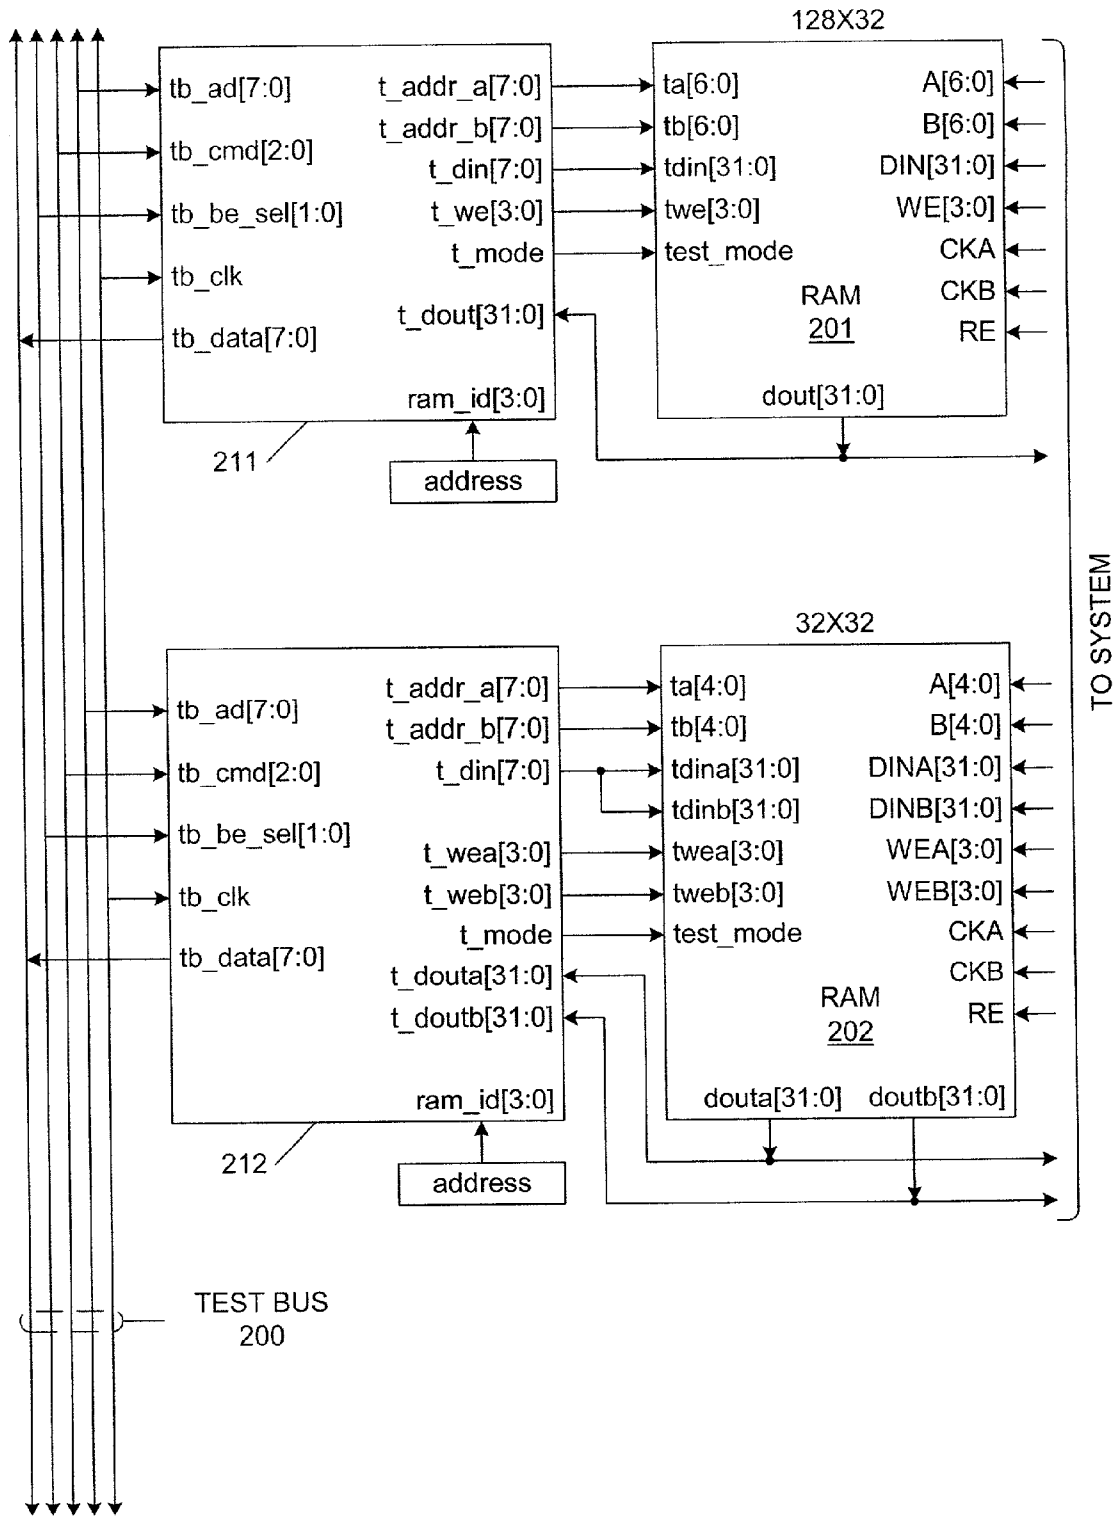 128X32
tb_ad[7:0]
tb_cmd[2:0]
tb_be_sel[1:0]
tb_clk
tb_data[7:0]
t_addr_a[7:0]
t_addr_b[7:0]
t_din[7:0]
t_we[3:0]
t_mode
t_dout[31:0]
ram_id[3:0]
211
address
ta[6:0]
tb[6:0]
tdin[31:0]
twe[3:0]
test_mode
A[6:0]
B[6:0]
DIN[31:0]
WE[3:0]
CKA
CKB
RE
RAM
201
dout[31:0]
TO SYSTEM
32X32
tb_ad[7:0]
tb_cmd[2:0]
tb_be_sel[1:0]
tb_clk
tb_data[7:0]
t_addr_a[7:0]
t_addr_b[7:0]
t_din[7:0]
t_wea[3:0]
t_web[3:0]
t_mode
t_douta[31:0]
t_doutb[31:0]
ram_id[3:0]
212
address
ta[4:0]
tb[4:0]
tdina[31:0]
tdinb[31:0]
twea[3:0]
tweb[3:0]
test_mode
A[4:0]
B[4:0]
DINA[31:0]
DINB[31:0]
WEA[3:0]
WEB[3:0]
CKA
CKB
RE
RAM
202
douta[31:0]
doutb[31:0]
TEST BUS
200